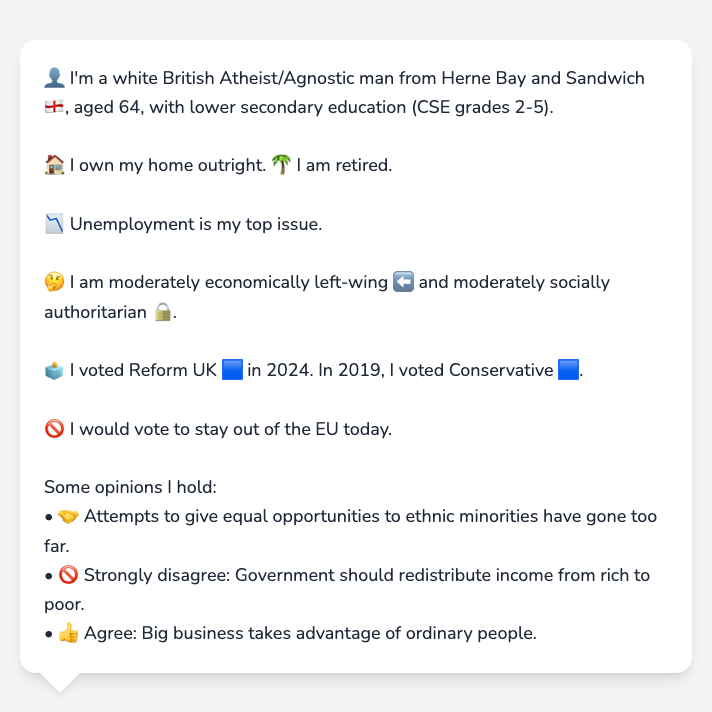 👤 I'm a white British Atheist/Agnostic man from Herne Bay and Sandwich
🏴󠁧󠁢󠁥󠁮󠁧󠁿, aged 64, with lower secondary education (CSE grades 2-5).
🏠 I own my home outright. 🌴 I am retired.
📉 Unemployment is my top issue.
🤔 I am moderately economically left-wing ⬅️ and moderately socially
authoritarian 🔒.
🗳️ I voted Reform UK 🟦 in 2024. In 2019, I voted Conservative 🟦.
🚫 I would vote to stay out of the EU today.
Some opinions I hold:
• 🤝 Attempts to give equal opportunities to ethnic minorities have gone too
far.
• 🚫 Strongly disagree: Government should redistribute income from rich to
poor.
• 👍 Agree: Big business takes advantage of ordinary people.